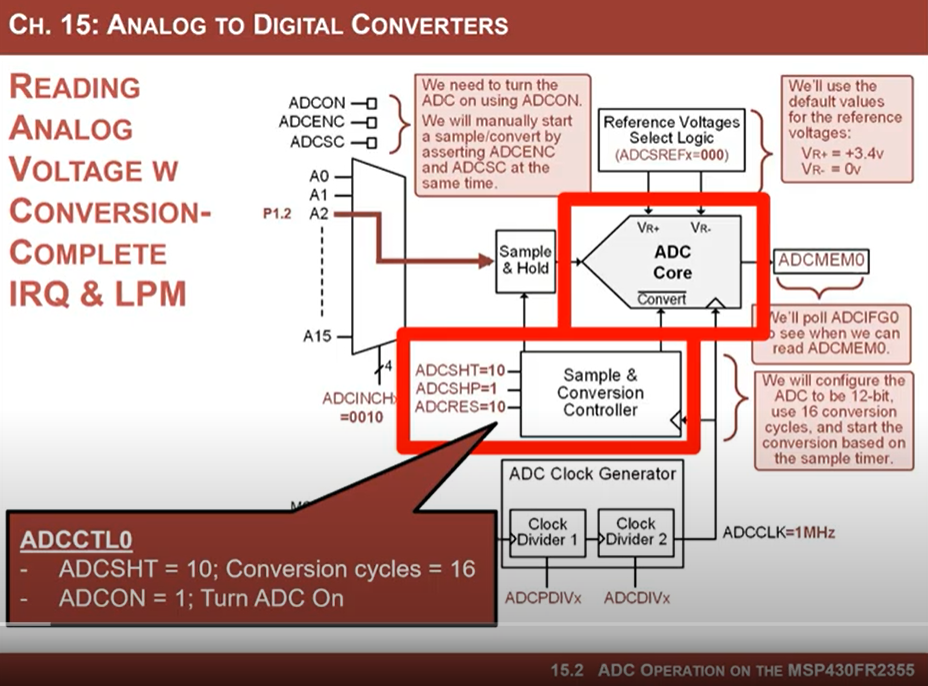 CH. 15: ANALOG TO DIGITAL CONVERTERS
READING
ANALOG
VOLTAGE W
CONVERSION-
COMPLETE
IRQ & LPM
ADCON
ADCENC
ADCSC
We need to turn the
ADC on using ADCON.
We will manually start
a sample/convert by
asserting ADCENC
and ADCSC at the
same time.
Reference Voltages
Select Logic
(ADCSREFx=000)
We'll use the
default values
for the reference
voltages:
VR+ = +3.4v
VR- = 0v
A0
A1
P1.2 A2
A15
4
ADCINCHx
=0010
Sample
& Hold
VR+ VR-
ADC
Core
Convert
ADCMEM0
We'll poll ADCIFG0
to see when we can
read ADCMEM0.
ADCSHT=10
ADCSHP=1
ADCRES=10
Sample &
Conversion
Controller
We will configure the
ADC to be 12-bit,
use 16 conversion
cycles, and start the
conversion based on
the sample timer.
ADC Clock Generator
Clock
Divider 1
Clock
Divider 2
ADCCLK=1MHz
ADCPDIVx
ADCDIVx
ADCCTL0
- ADCSHT = 10; Conversion cycles = 16
- ADCON = 1; Turn ADC On
15.2 ADC OPERATION ON THE MSP430FR2355